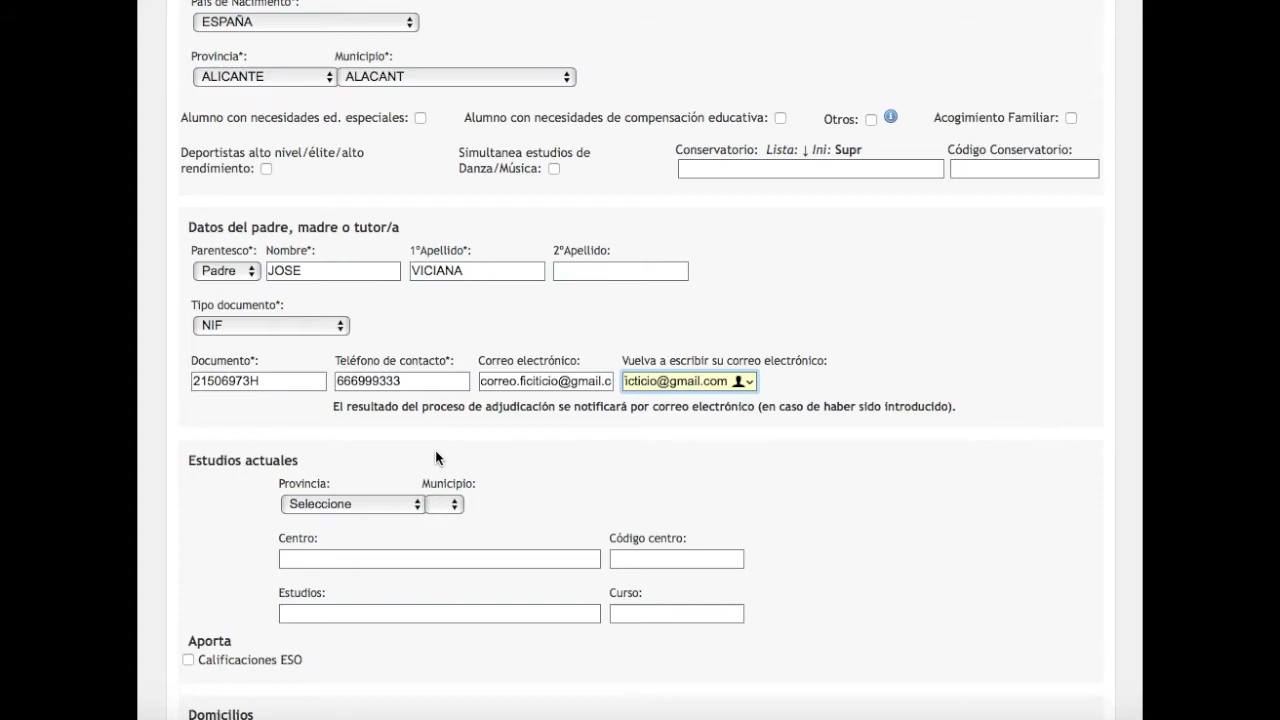 País de Nacimiento*:
ESPAÑA
Provincia*: Municipio*:
ALICANTE ALACANT
Alumno con necesidades ed. especiales: Alumno con necesidades de compensación educativa: Otros: Acogimiento Familiar:
Deportistas alto nivel/élite/alto rendimiento: Simultanea estudios de Danza/Música: Conservatorio: Lista: ↓ Ini: Supr Código Conservatorio:
Datos del padre, madre o tutor/a
Parentesco*: Nombre*: 1ºApellido*: 2ºApellido:
Padre JOSE VICIANA
Tipo documento*:
NIF
Documento*: Teléfono de contacto*: Correo electrónico: Vuelva a escribir su correo electrónico:
21506973H 666999333 correo.ficiticio@gmail.c icticio@gmail.com
El resultado del proceso de adjudicación se notificará por correo electrónico (en caso de haber sido introducido).
Estudios actuales
Provincia: Municipio:
Seleccione
Centro: Código centro:
Estudios: Curso:
Aporta
Calificaciones ESO
Domicilios